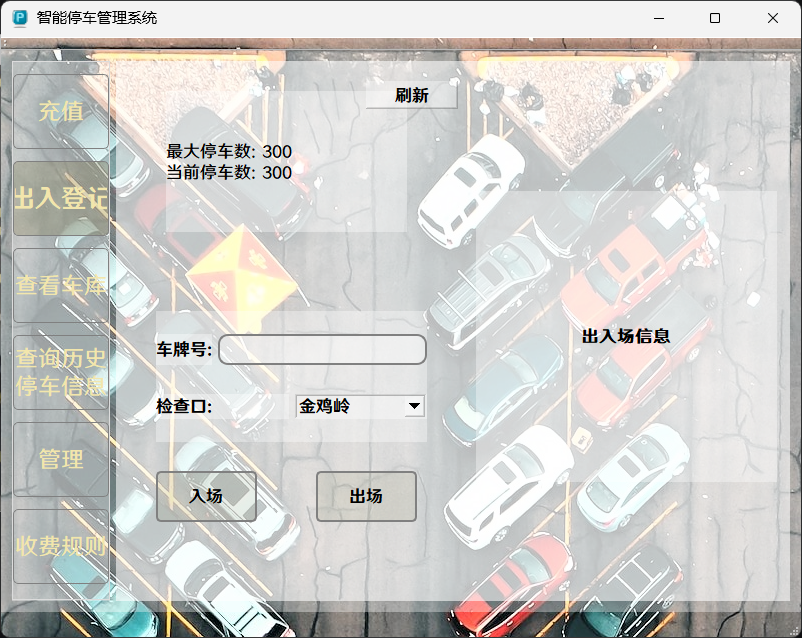 智能停车管理系统
充值
出入登记
查看车库
查询历史
停车信息
管理
收费规则
刷新
最大停车数: 300
当前停车数: 300
车牌号:
检查口:
金鸡岭
入场
出场
出入场信息